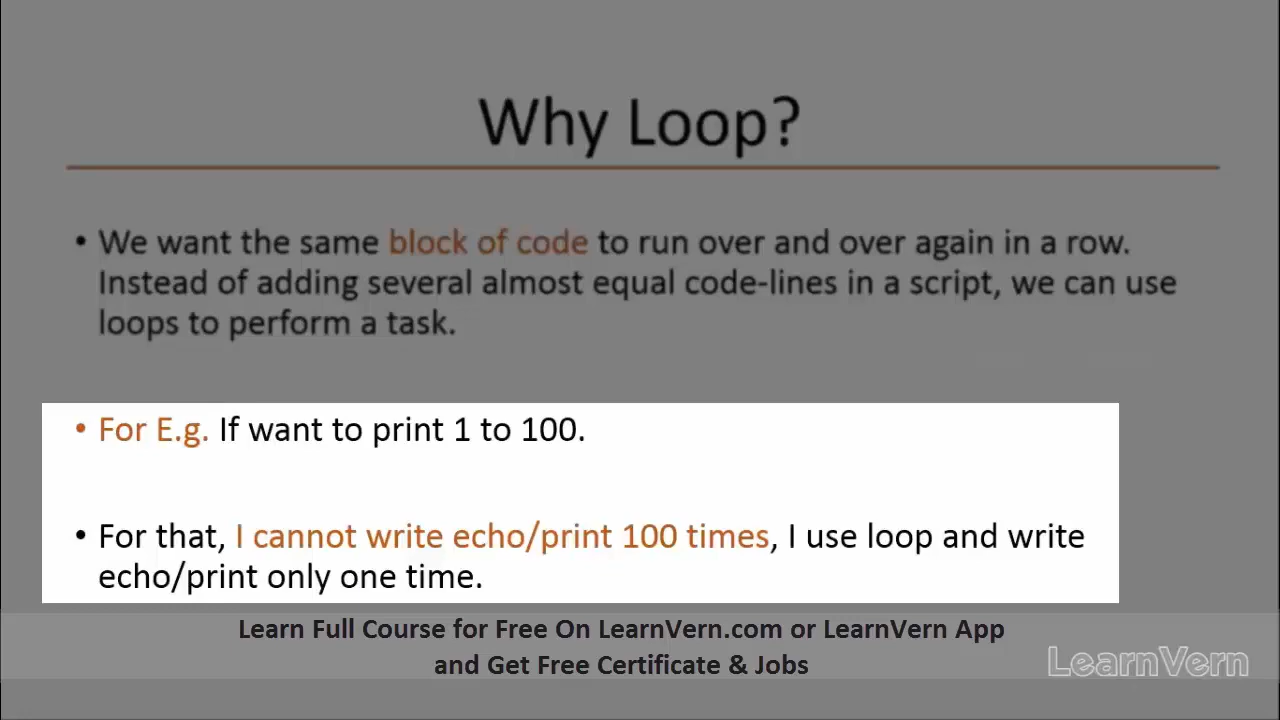 Why Loop?
• We want the same block of code to run over and over again in a row.
Instead of adding several almost equal code-lines in a script, we can use
loops to perform a task.
• For E.g. If want to print 1 to 100.
• For that, I cannot write echo/print 100 times, I use loop and write
echo/print only one time.
Learn Full Course for Free On LearnVern.com or LearnVern App
and Get Free Certificate & Jobs
LearnVern